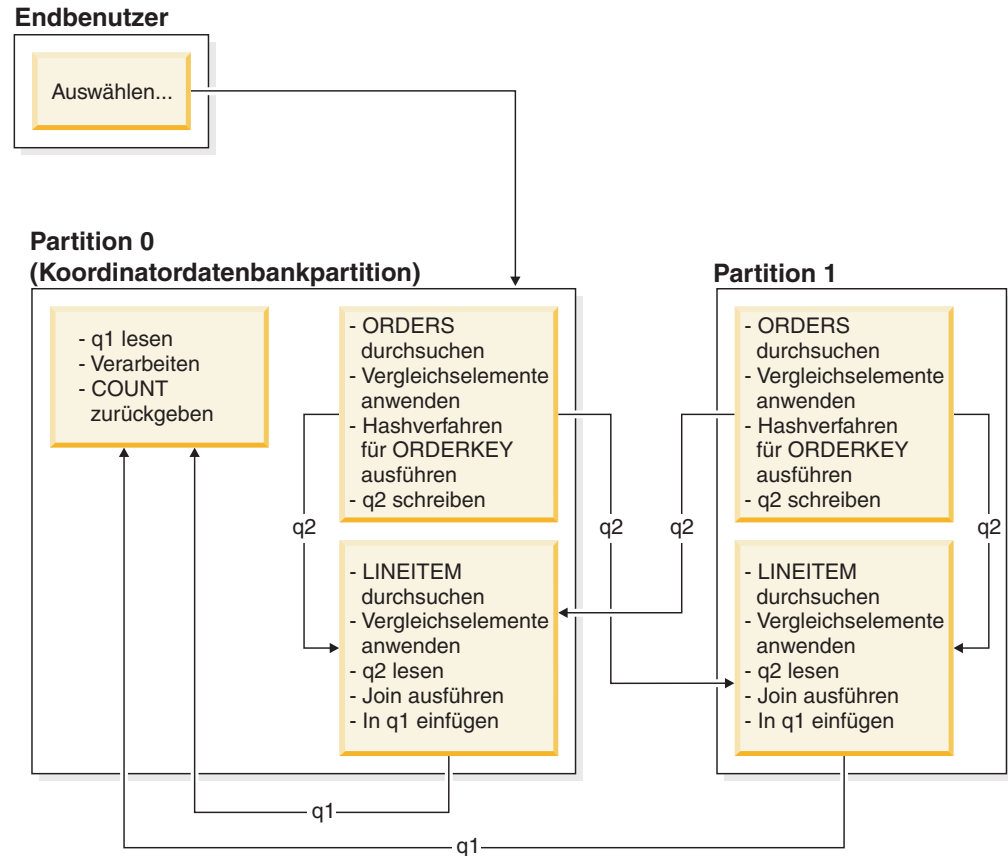 Endbenutzer
Auswählen...
Partition 0
(Koordinatordatenbankpartition)
- q1 lesen
- Verarbeiten
- COUNT
zurückgeben
- ORDERS
durchsuchen
- Vergleichselemente
anwenden
- Hashverfahren
für ORDERKEY
ausführen
- q2 schreiben
q2
- LINEITEM
durchsuchen
- Vergleichselemente
anwenden
- q2 lesen
- Join ausführen
- In q1 einfügen
q2
q2
Partition 1
- ORDERS
durchsuchen
- Vergleichselemente
anwenden
- Hashverfahren
für ORDERKEY
ausführen
- q2 schreiben
q2
- LINEITEM
durchsuchen
- Vergleichselemente
anwenden
- q2 lesen
- Join ausführen
- In q1 einfügen
q1
q1